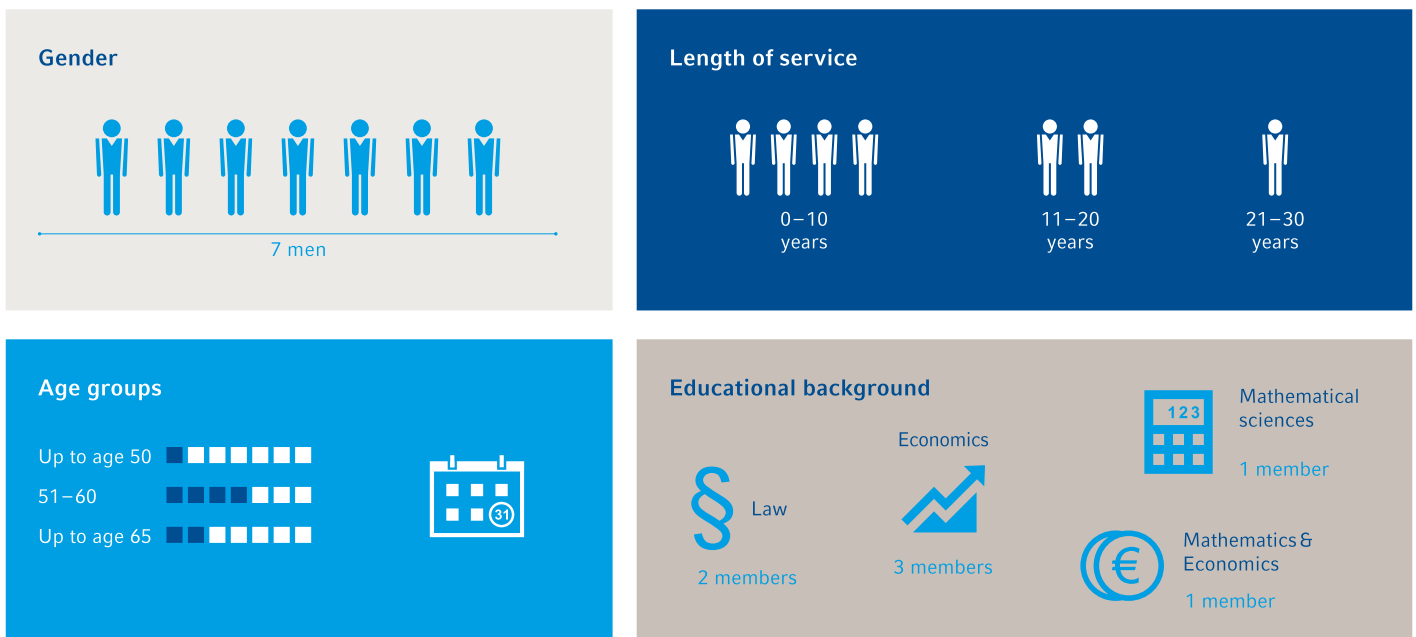 Gender
7 men
Length of service
0–10
years
11–20
years
21–30
years
Age groups
Up to age 50
51–60
Up to age 65
31
Educational background
§
Law
2 members
Economics
3 members
123
Mathematical
sciences
1 member
€
Mathematics &
Economics
1 member